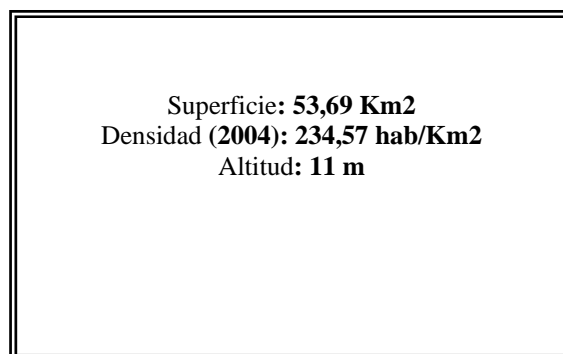 Superficie: 53,69 Km2
Densidad (2004): 234,57 hab/Km2
Altitud: 11 m